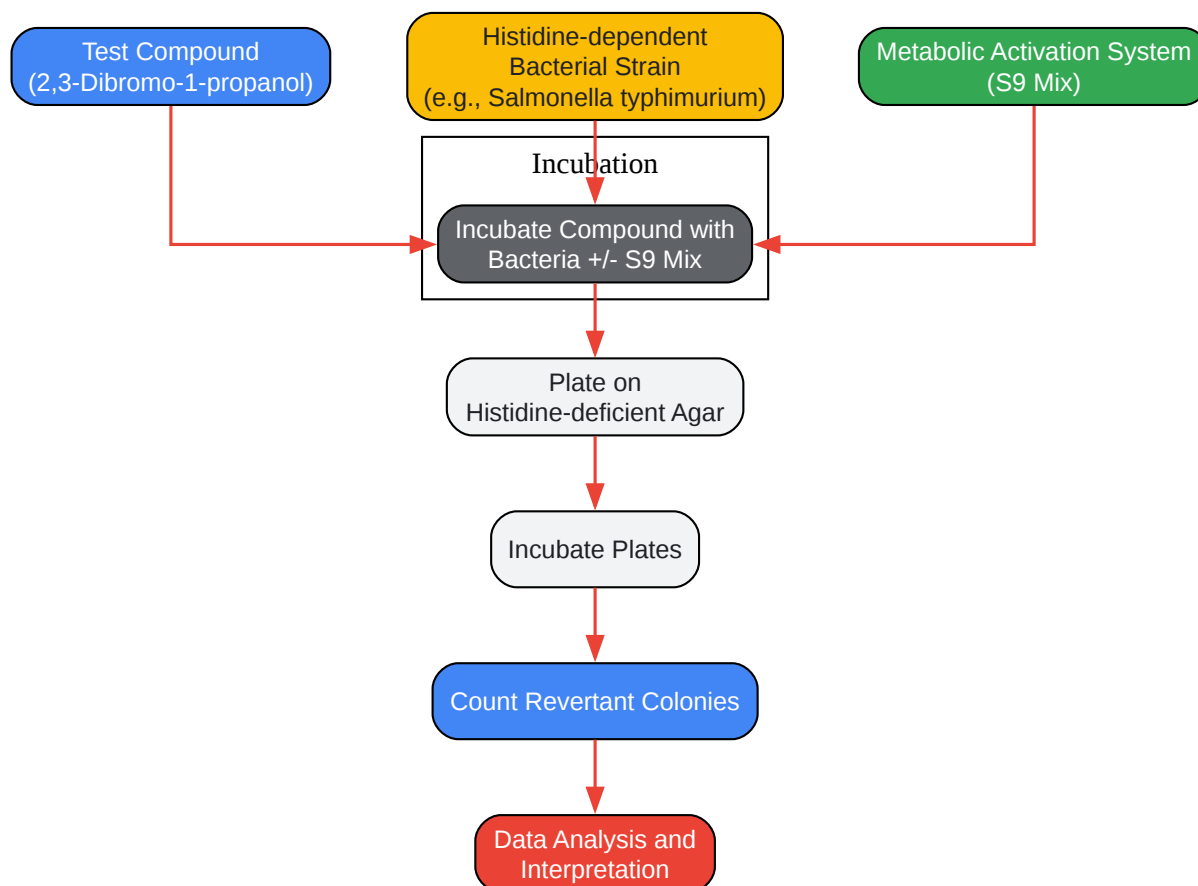 Test Compound
(2,3-Dibromo-1-propanol)
Histidine-dependent
Bacterial Strain
(e.g., Salmonella typhimurium)
Metabolic Activation System
(S9 Mix)
Incubation
Incubate Compound with
Bacteria +/- S9 Mix
Plate on
Histidine-deficient Agar
Incubate Plates
Count Revertant Colonies
Data Analysis and
Interpretation